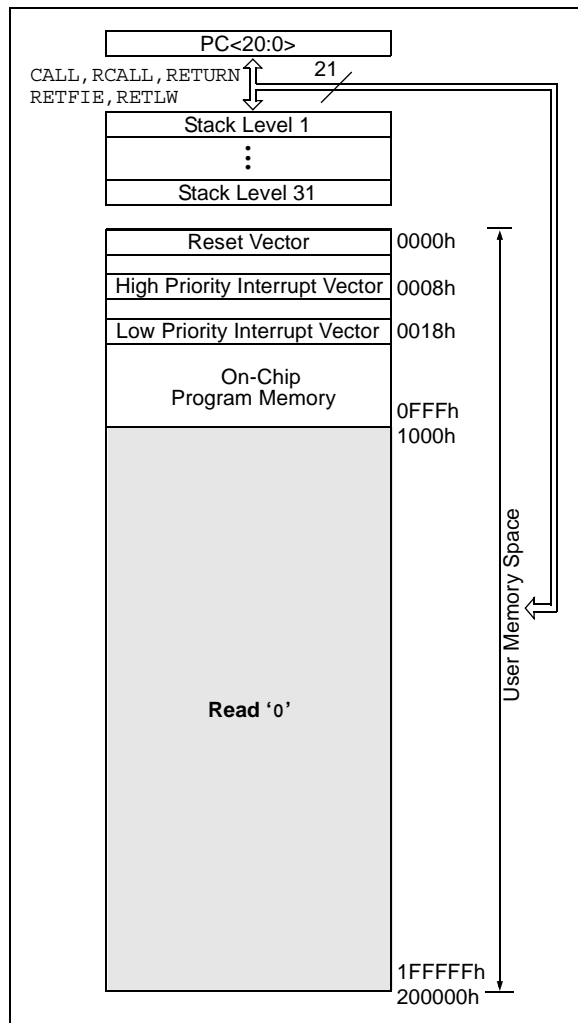 PC<20:0>
CALL,RCALL,RETURN
RETFIE,RETLW
21
Stack Level 1
⋮
Stack Level 31
Reset Vector
0000h
High Priority Interrupt Vector
0008h
Low Priority Interrupt Vector
0018h
On-Chip
Program Memory
0FFFh
1000h
User Memory Space
Read ‘0’
1FFFFFh
200000h